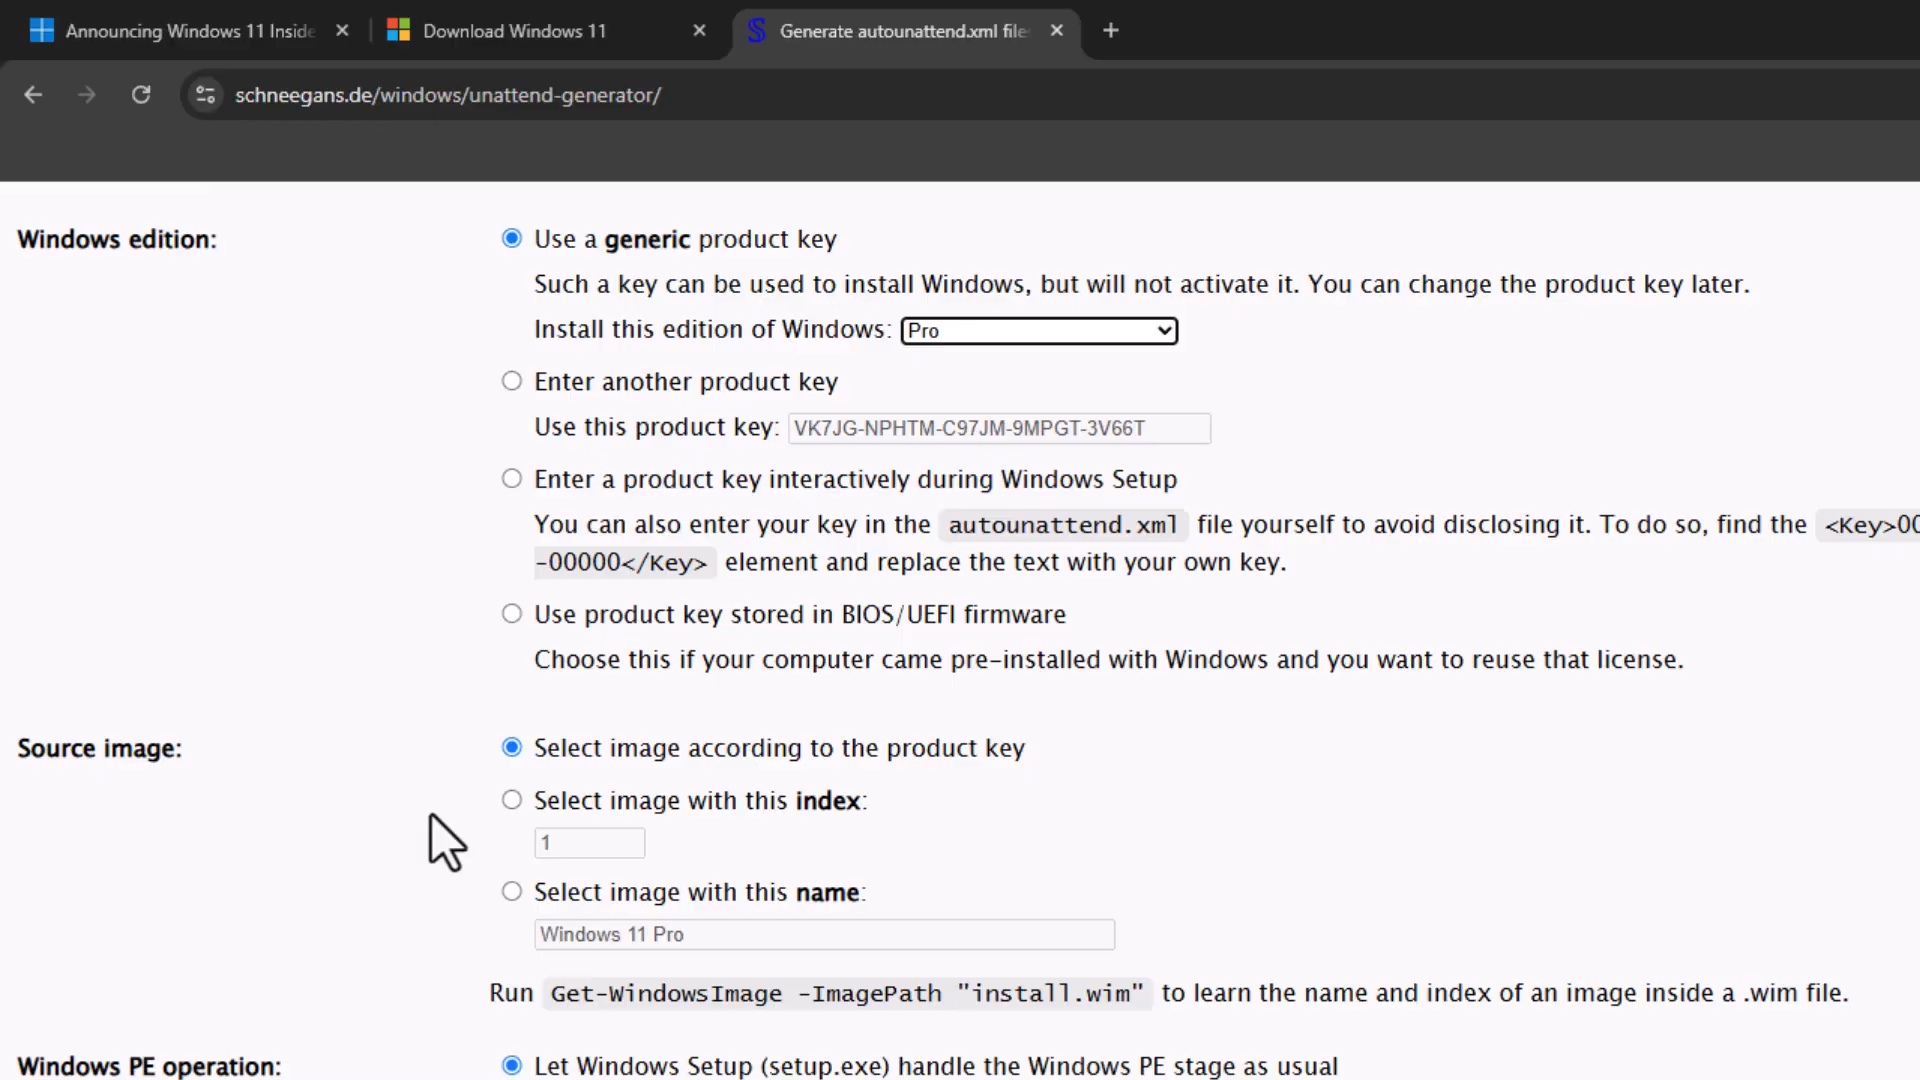 Announcing Windows 11 Inside
Download Windows 11
Generate autounattend.xml file
schneegans.de/windows/unattend-generator/
Windows edition:
Use a generic product key
Such a key can be used to install Windows, but will not activate it. You can change the product key later.
Install this edition of Windows: Pro
Enter another product key
Use this product key: VK7JG-NPHTM-C97JM-9MPGT-3V66T
Enter a product key interactively during Windows Setup
You can also enter your key in the autounattend.xml file yourself to avoid disclosing it. To do so, find the <Key>00
-00000</Key> element and replace the text with your own key.
Use product key stored in BIOS/UEFI firmware
Choose this if your computer came pre-installed with Windows and you want to reuse that license.
Source image:
Select image according to the product key
Select image with this index:
1
Select image with this name:
Windows 11 Pro
Run Get-WindowsImage -ImagePath "install.wim" to learn the name and index of an image inside a .wim file.
Windows PE operation:
Let Windows Setup (setup.exe) handle the Windows PE stage as usual